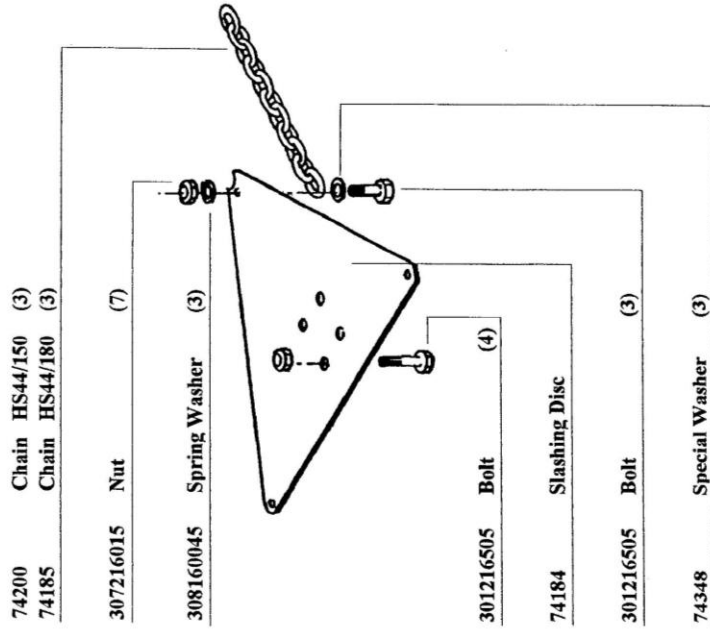 74200 Chain HS44/150 (3)
74185 Chain HS44/180 (3)
307216015 Nut (7)
308160045 Spring Washer (3)
301216505 Bolt (4)
74184 Slashing Disc
301216505 Bolt (3)
74348 Special Washer (3)